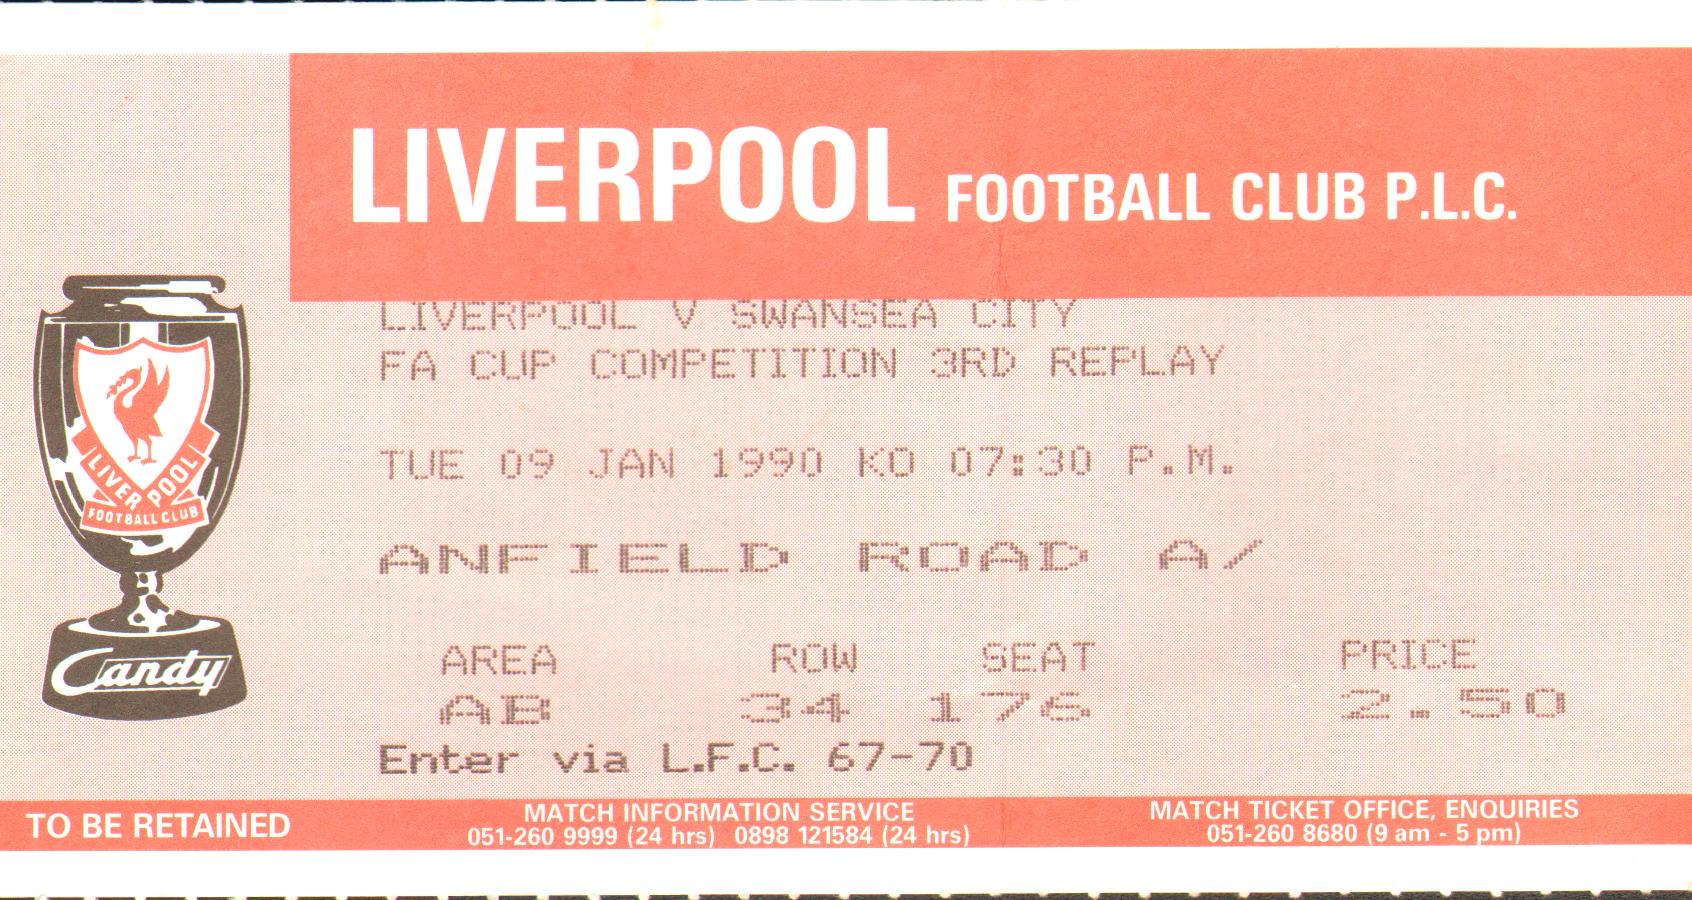 LIVERPOOL FOOTBALL CLUB P.L.C.
LIVERPOOL V SWANSEA CITY
FA CUP COMPETITION 3RD REPLAY
TUE 09 JAN 1990 KO 07:30 P.M.
ANFIELD ROAD A/
AREA ROW SEAT PRICE
AB 34 176 2.50
Enter via L.F.C. 67-70
LIVERPOOL
FOOTBALL CLUB
Candy
TO BE RETAINED
MATCH INFORMATION SERVICE
051-260 9999 (24 hrs) 0898 121584 (24 hrs)
MATCH TICKET OFFICE, ENQUIRIES
051-260 8680 (9 am - 5 pm)